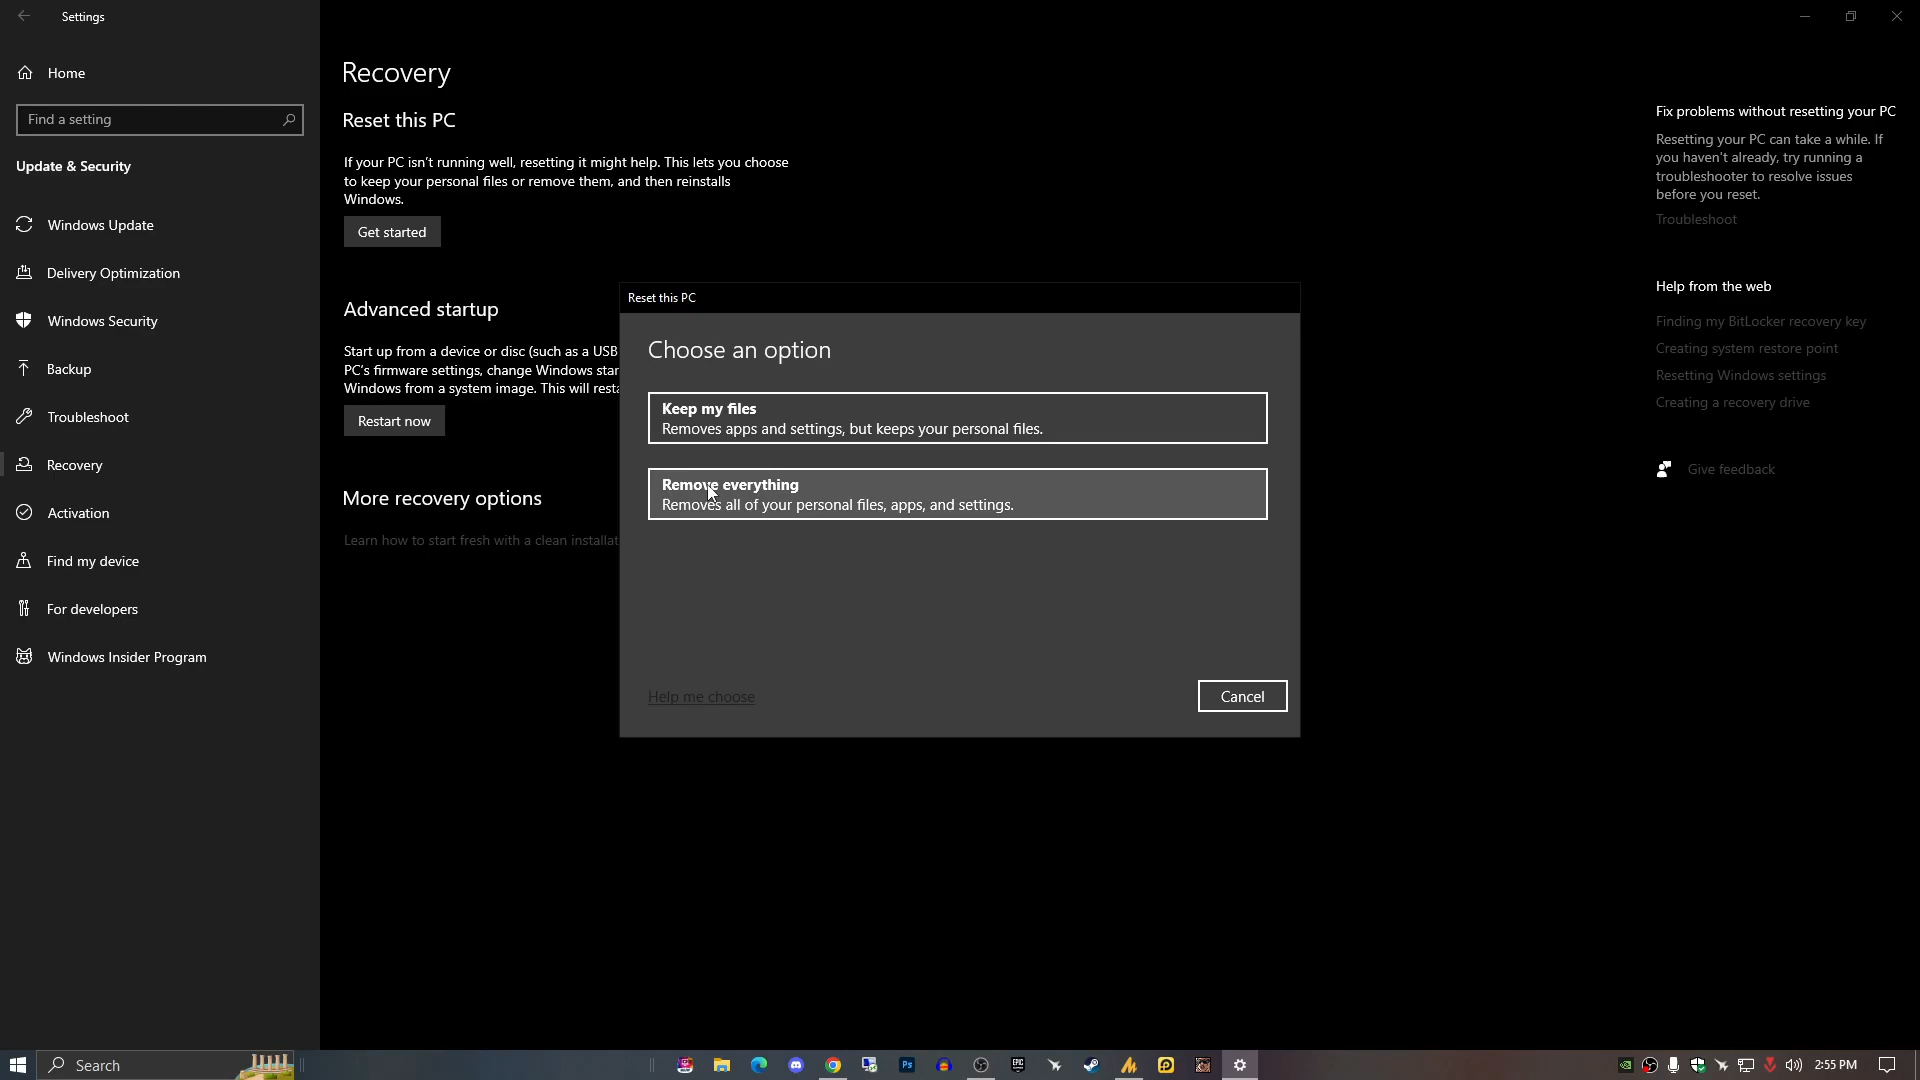 Settings
Home
Find a setting
Update & Security
Windows Update
Delivery Optimization
Windows Security
Backup
Troubleshoot
Recovery
Activation
Find my device
For developers
Windows Insider Program
Recovery
Reset this PC
If your PC isn't running well, resetting it might help. This lets you choose
to keep your personal files or remove them, and then reinstalls
Windows.
Get started
Advanced startup
Start up from a device or disc (such as a USB
PC's firmware settings, change Windows star
Windows from a system image. This will resta
Restart now
More recovery options
Learn how to start fresh with a clean installat
Reset this PC
Choose an option
Keep my files
Removes apps and settings, but keeps your personal files.
Remove everything
Removes all of your personal files, apps, and settings.
Help me choose
Cancel
Fix problems without resetting your PC
Resetting your PC can take a while. If
you haven't already, try running a
troubleshooter to resolve issues
before you reset.
Troubleshoot
Help from the web
Finding my BitLocker recovery key
Creating system restore point
Resetting Windows settings
Creating a recovery drive
Give feedback
Search
Ps
EPIC
2:55 PM